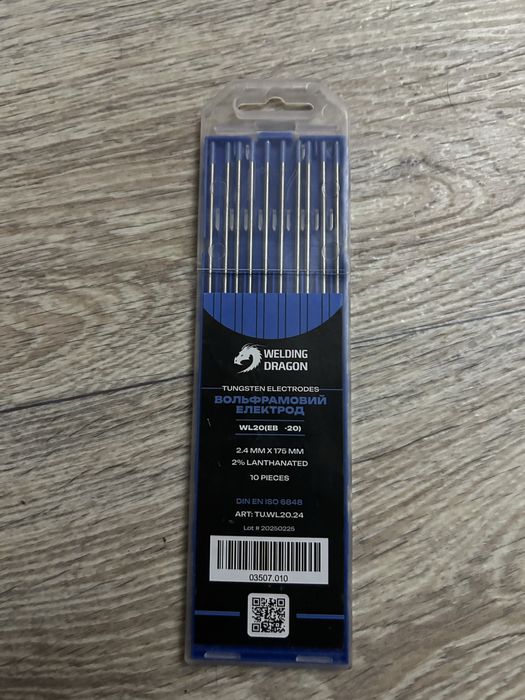 WELDING
DRAGON
TUNGSTEN ELECTRODES
ВОЛЬФРАМОВИЙ
ЕЛЕКТРОД
WL20(ЕВ -20)
2.4 MM X 175 MM
2% LANTHANATED
10 PIECES
DIN EN ISO 6848
ART: TU.WL20.24
Lot # 20250225
03507.010